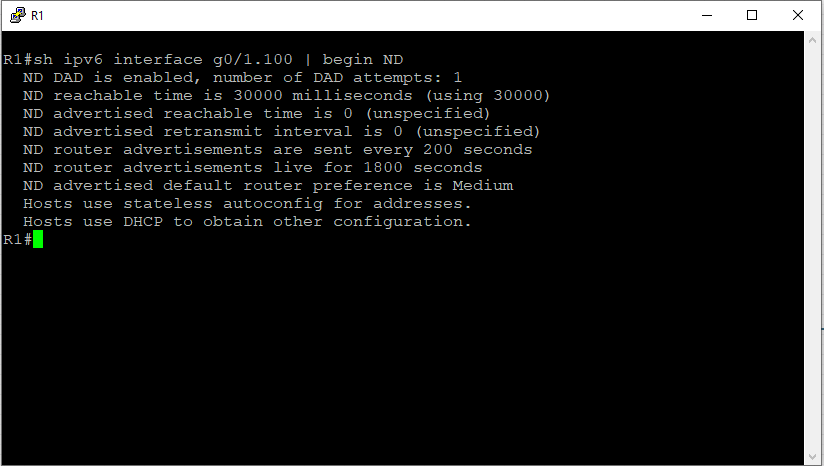 R1
R1#sh ipv6 interface g0/1.100 | begin ND
ND DAD is enabled, number of DAD attempts: 1
ND reachable time is 30000 milliseconds (using 30000)
ND advertised reachable time is 0 (unspecified)
ND advertised retransmit interval is 0 (unspecified)
ND router advertisements are sent every 200 seconds
ND router advertisements live for 1800 seconds
ND advertised default router preference is Medium
Hosts use stateless autoconfig for addresses.
Hosts use DHCP to obtain other configuration.
R1#